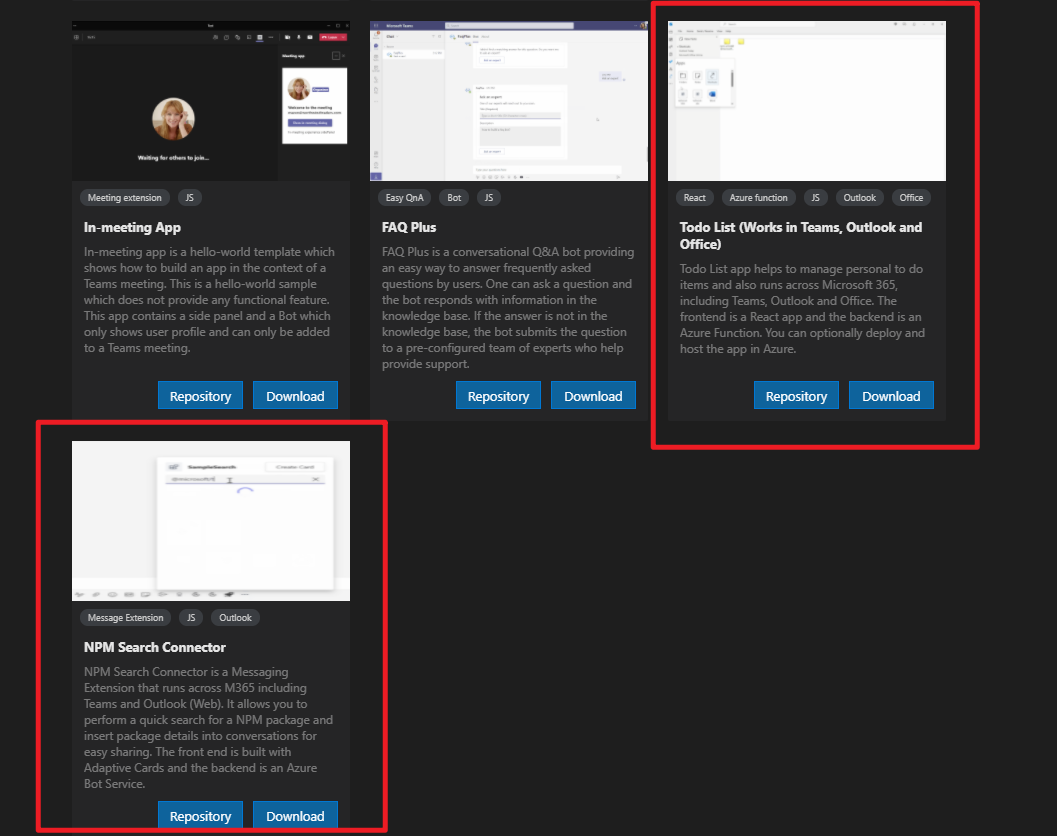 Meeting app
Welcome to the meeting
Waiting for others to join...
Meeting extension
JS
In-meeting App
In-meeting app is a hello-world template which
shows how to build an app in the context of a
Teams meeting. This is a hello-world sample
which does not provide any functional feature.
This app contains a side panel and a Bot which
only shows user profile and can only be added
to a Teams meeting.
Repository
Download
Microsoft Teams
Easy QnA
Bot
JS
FAQ Plus
FAQ Plus is a conversational Q&A bot providing
an easy way to answer frequently asked
questions by users. One can ask a question and
the bot responds with information in the
knowledge base. If the answer is not in the
knowledge base, the bot submits the question
to a pre-configured team of experts who help
provide support.
Repository
Download
Apps
React
Azure function
JS
Outlook
Office
Todo List (Works in Teams, Outlook and
Office)
Todo List app helps to manage personal to do
items and also runs across Microsoft 365,
including Teams, Outlook and Office. The
frontend is a React app and the backend is an
Azure Function. You can optionally deploy and
host the app in Azure.
Repository
Download
SampleSearch
Create Card
Message Extension
JS
Outlook
NPM Search Connector
NPM Search Connector is a Messaging
Extension that runs across M365 including
Teams and Outlook (Web). It allows you to
perform a quick search for a NPM package and
insert package details into conversations for
easy sharing. The front end is built with
Adaptive Cards and the backend is an Azure
Bot Service.
Repository
Download